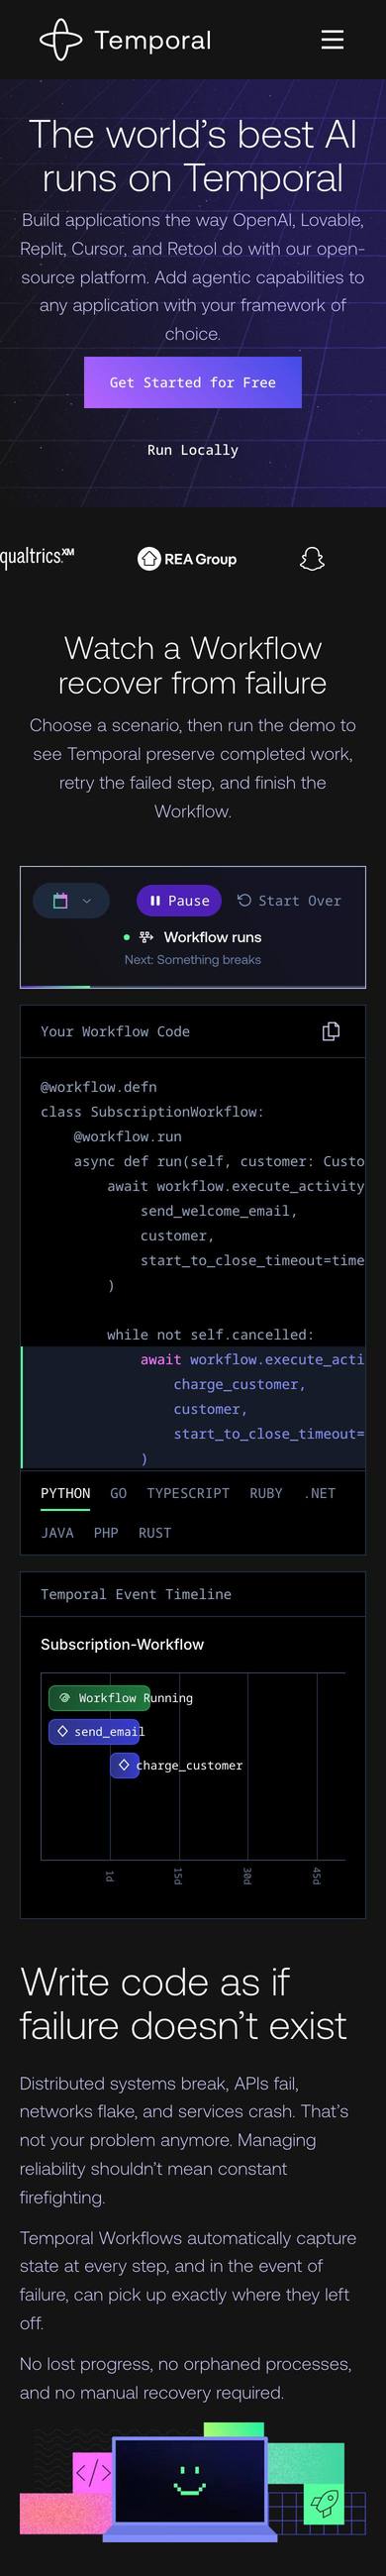 Temporal
The world's best AI
runs on Temporal
Build applications the way OpenAI, Lovable,
Replit, Cursor, and Retool do with our open-
source platform. Add agentic capabilities to
any application with your framework of
choice.
Get Started for Free
Run Locally
qualtrics.XM
REA Group
Watch a Workflow
recover from failure
Choose a scenario, then run the demo to
see Temporal preserve completed work,
retry the failed step, and finish the
Workflow.
Pause
Start Over
Workflow runs
Next: Something breaks
Your Workflow Code
@workflow.defn
class SubscriptionWorkflow:
@workflow.run
async def run(self, customer: Custo
await workflow.execute_activity
send_welcome_email,
customer,
start_to_close_timeout=time
)
while not self.cancelled:
await workflow.execute_acti
charge_customer,
customer,
start_to_close_timeout=
)
PYTHON GO TYPESCRIPT RUBY .NET
JAVA PHP RUST
Temporal Event Timeline
Subscription-Workflow
Workflow Running
send_email
charge_customer
1d 15d 30d 45d
Write code as if
failure doesn't exist
Distributed systems break, APIs fail,
networks flake, and services crash. That's
not your problem anymore. Managing
reliability shouldn't mean constant
firefighting.
Temporal Workflows automatically capture
state at every step, and in the event of
failure, can pick up exactly where they left
off.
No lost progress, no orphaned processes,
and no manual recovery required.
</>